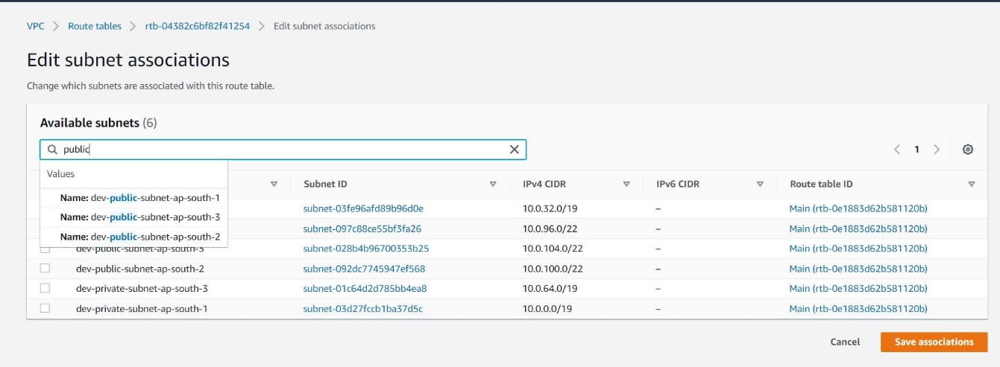 VPC > Route tables > rtb-04382c6bf82f41254 > Edit subnet associations
Edit subnet associations
Change which subnets are associated with this route table.
Available subnets (6)
public
1
Values
Name: dev-public-subnet-ap-south-1
Name: dev-public-subnet-ap-south-3
Name: dev-public-subnet-ap-south-2
Subnet ID IPv4 CIDR IPv6 CIDR Route table ID
subnet-03fe96afd89b96d0e 10.0.32.0/19 – Main (rtb-0e1883d62b581120b)
subnet-097c88ce55bf3fa26 10.0.96.0/22 – Main (rtb-0e1883d62b581120b)
dev-public-subnet-ap-south-3 subnet-028b4b96700353b25 10.0.104.0/22 – Main (rtb-0e1883d62b581120b)
dev-public-subnet-ap-south-2 subnet-092dc7745947ef568 10.0.100.0/22 – Main (rtb-0e1883d62b581120b)
dev-private-subnet-ap-south-3 subnet-01c64d2d785bb4ea8 10.0.64.0/19 – Main (rtb-0e1883d62b581120b)
dev-private-subnet-ap-south-1 subnet-03d27fccb1ba37d5c 10.0.0.0/19 – Main (rtb-0e1883d62b581120b)
Cancel Save associations